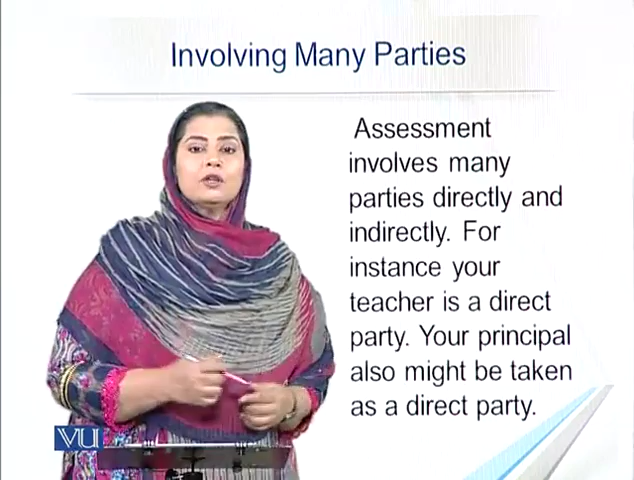 Involving Many Parties
Assessment
involves many
parties directly and
indirectly. For
instance your
teacher is a direct
party. Your principal
also might be taken
as a direct party.
VU